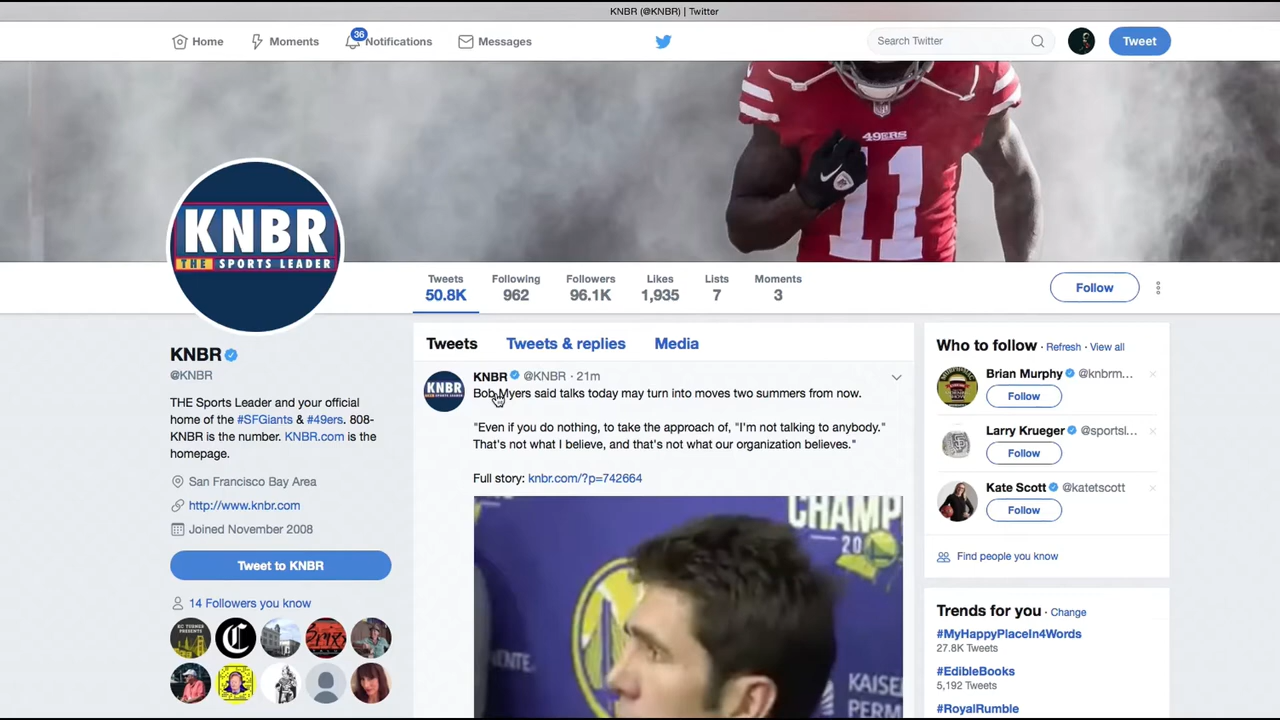 KNBR (@KNBR) | Twitter
Home
Moments
36
Notifications
Messages
Search Twitter
Tweet
49ERS
11
KNBR
THE SPORTS LEADER
Tweets
50.8K
Following
962
Followers
96.1K
Likes
1,935
Lists
7
Moments
3
Follow
KNBR
@KNBR
THE Sports Leader and your official
home of the #SFGiants & #49ers. 808-
KNBR is the number. KNBR.com is the
homepage.
San Francisco Bay Area
http://www.knbr.com
Joined November 2008
Tweet to KNBR
14 Followers you know
Tweets
Tweets & replies
Media
KNBR
KNBR @KNBR · 21m
Bob Myers said talks today may turn into moves two summers from now.
"Even if you do nothing, to take the approach of, "I'm not talking to anybody."
That's not what I believe, and that's not what our organization believes."
Full story: knbr.com/?p=742664
CHAMP
20
KAISE
PERM
Who to follow · Refresh · View all
Brian Murphy @knbrm...
Follow
Larry Krueger @sportsl...
Follow
Kate Scott @katetscott
Follow
Find people you know
Trends for you · Change
#MyHappyPlaceIn4Words
27.8K Tweets
#EdibleBooks
5,192 Tweets
#RoyalRumble